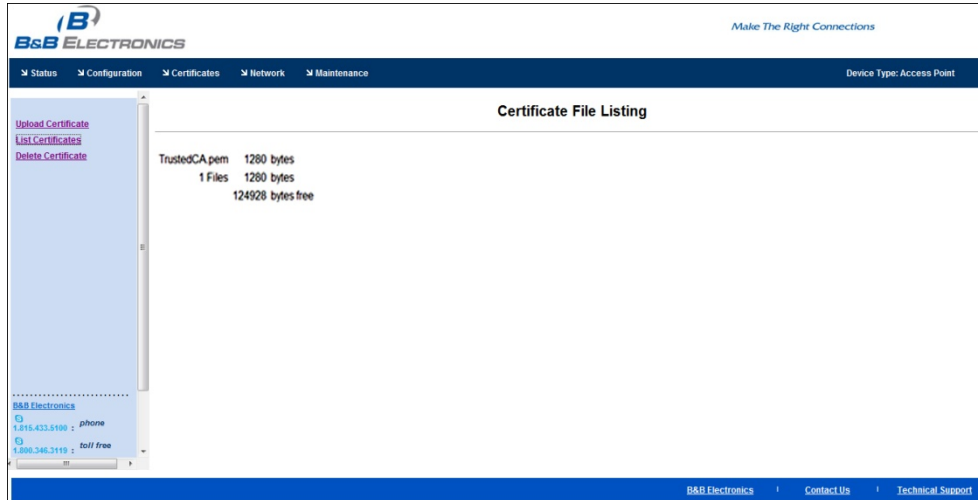 B&B ELECTRONICS
Make The Right Connections
Status Configuration Certificates Network Maintenance Device Type: Access Point
Upload Certificate
List Certificates
Delete Certificate
Certificate File Listing
TrustedCA.pem 1280 bytes
1 Files 1280 bytes
124928 bytes free
B&B Electronics
1.815.433.5100 : phone
1.800.346.3119 : toll free
B&B Electronics | Contact Us | Technical Support